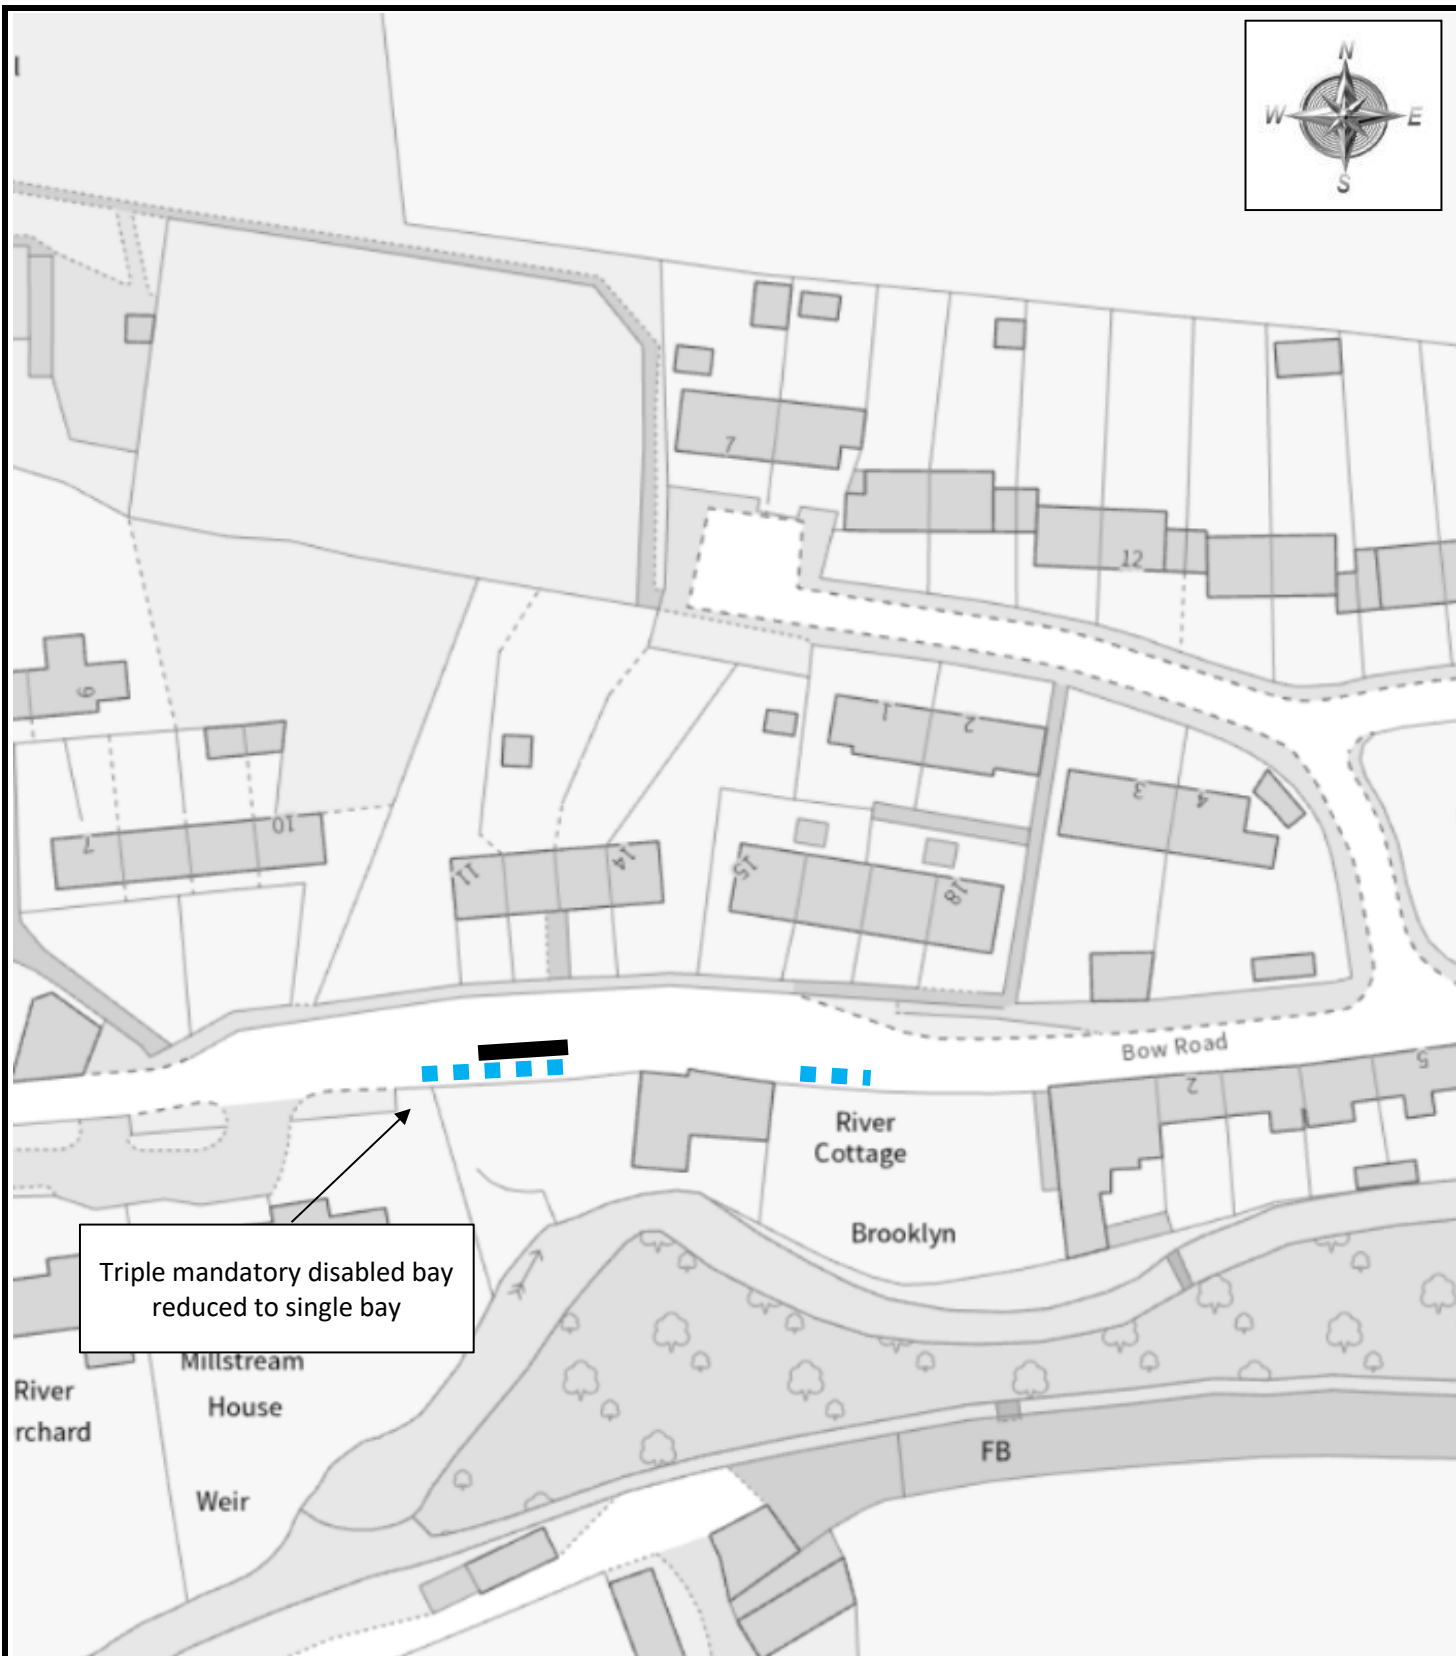 N
W E
S
l
7
12
9
1 2
3 4
7 10
11 14
15 18
Bow Road
2 5
River
Cottage
Brooklyn
Triple mandatory disabled bay
reduced to single bay
Millstream
House
River
rchard
Weir
FB